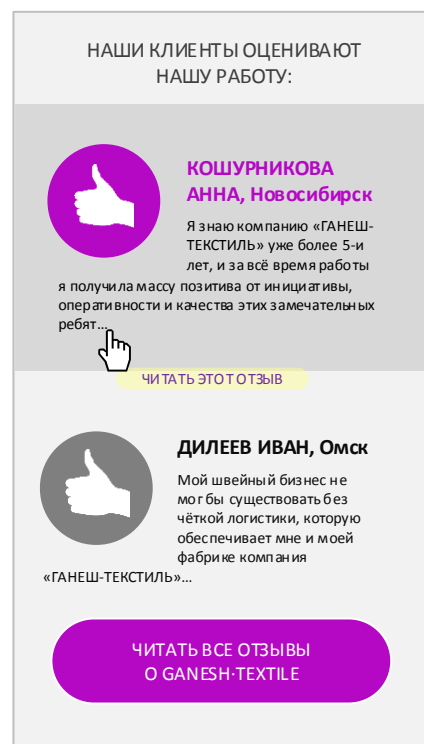 НАШИ КЛИЕНТЫ ОЦЕНИВАЮТ
НАШУ РАБОТУ:
КОШУРНИКОВА
АННА, Новосибирск
Я знаю компанию «ГАНЕШ-
ТЕКСТИЛЬ» уже более 5-и
лет, и за всё время работы
я получила массу позитива от инициативы,
оперативности и качества этих замечательных
ребят...
ЧИТАТЬ ЭТОТ ОТЗЫВ
ДИЛЕЕВ ИВАН, Омск
Мой швейный бизнес не
мог бы существовать без
чёткой логистики, которую
обеспечивает мне и моей
фабрике компания
«ГАНЕШ-ТЕКСТИЛЬ»...
ЧИТАТЬ ВСЕ ОТЗЫВЫ
О GANESH·TEXTILE